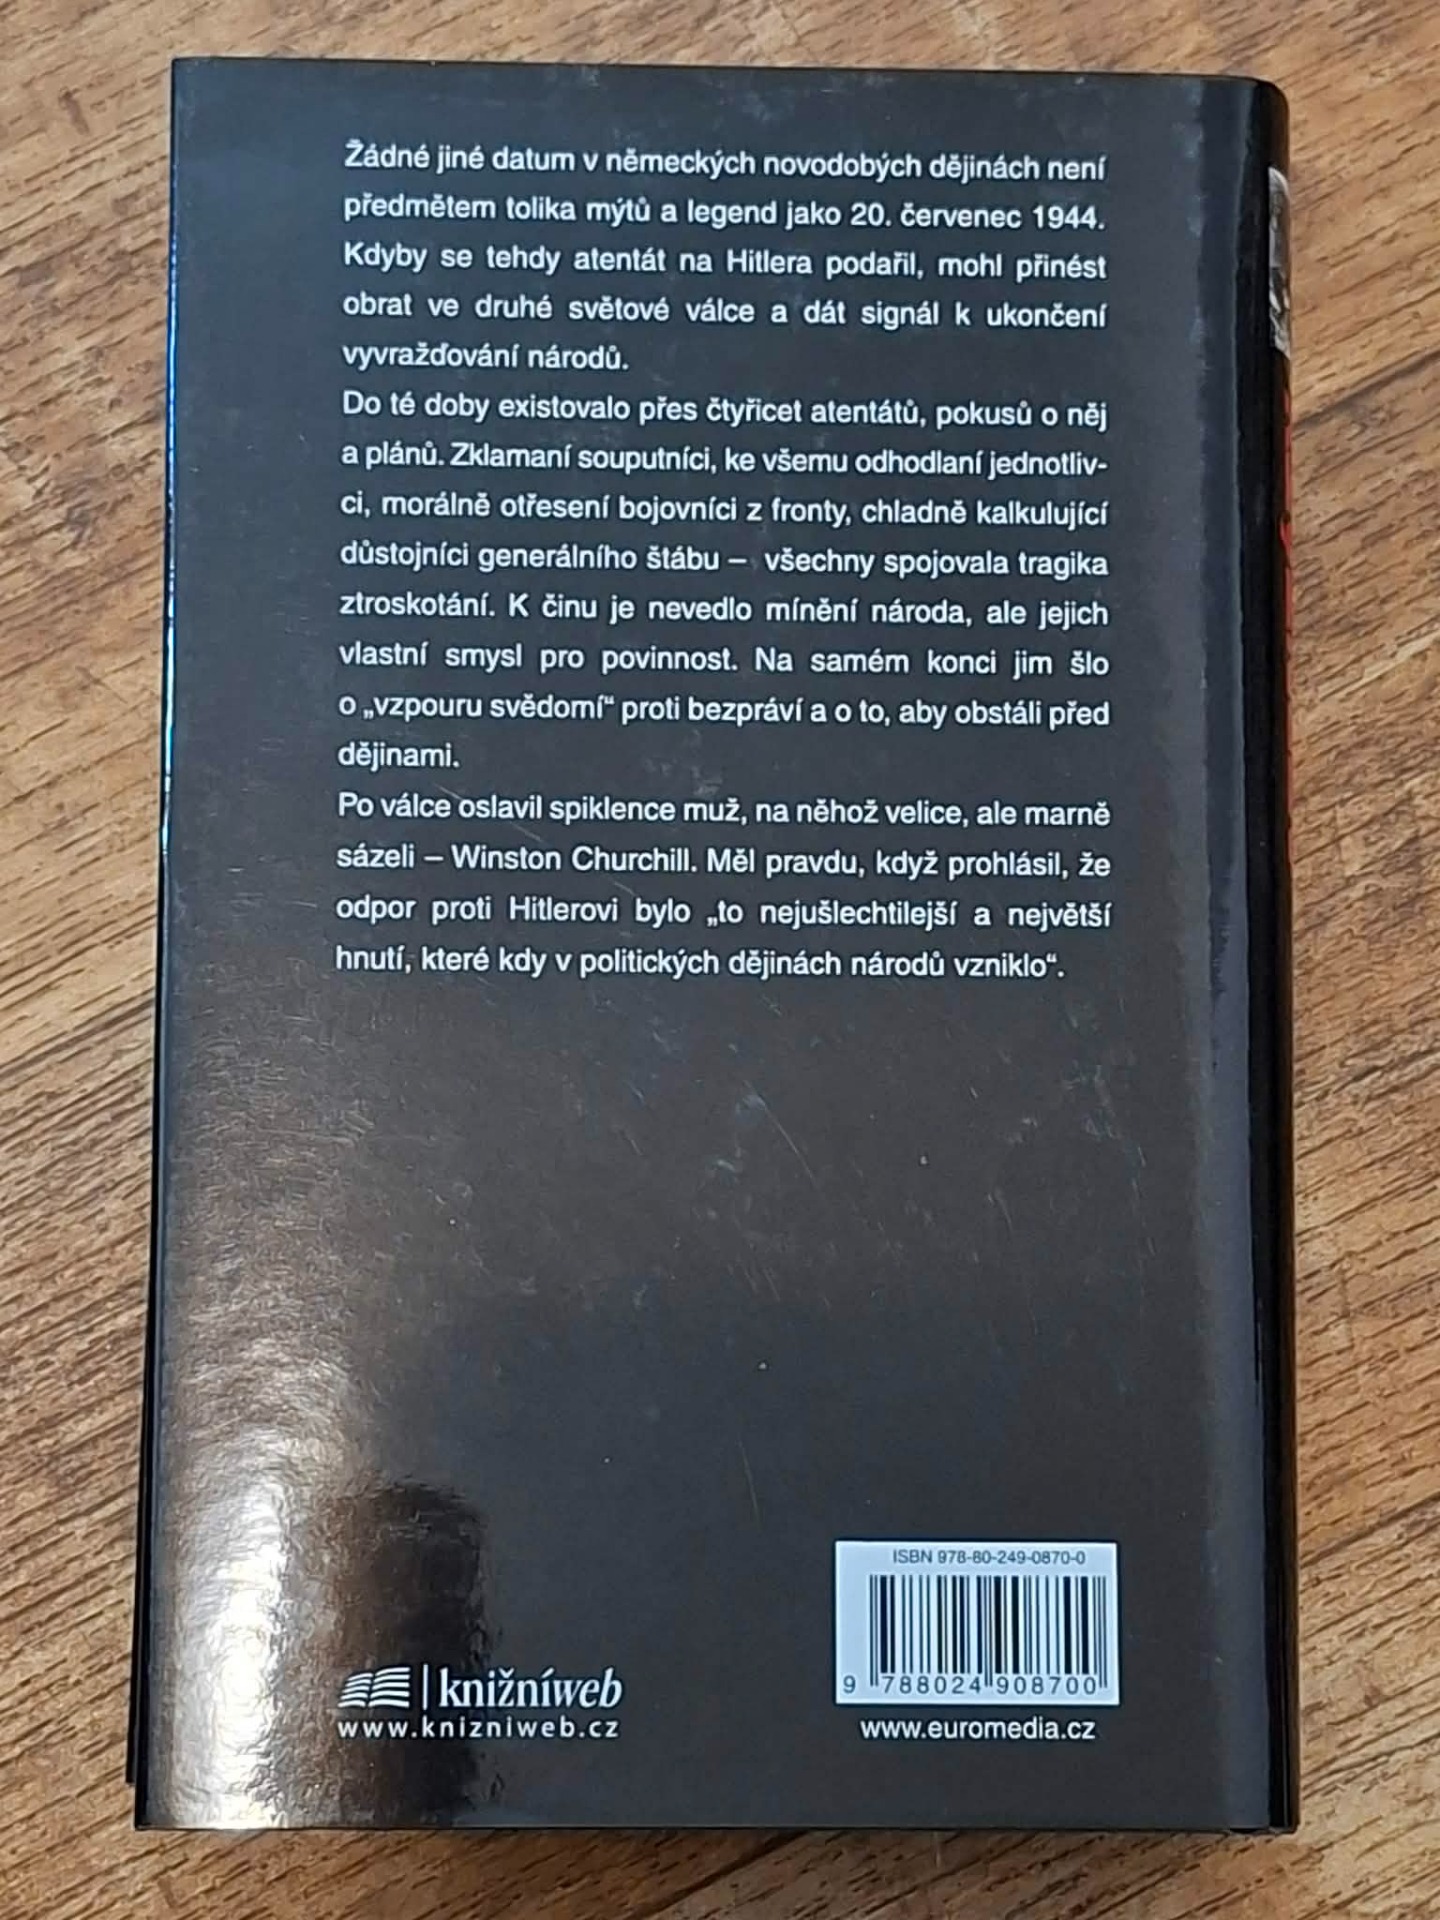 Žádné jiné datum v německých novodobých dějinách není
předmětem tolika mýtů a legend jako 20. červenec 1944.
Kdyby se tehdy atentát na Hitlera podařil, mohl přinést
obrat ve druhé světové válce a dát signál k ukončení
vyvražďování národů.
Do té doby existovalo přes čtyřicet atentátů, pokusů o něj
a plánů. Zklamaní souputníci, ke všemu odhodlaní jednotliv-
ci, morálně otřesení bojovníci z fronty, chladně kalkulující
důstojníci generálního štábu – všechny spojovala tragika
ztroskotání. K činu je nevedlo mínění národa, ale jejich
vlastní smysl pro povinnost. Na samém konci jim šlo
o „vzpouru svědomí“ proti bezpráví a o to, aby obstáli před
dějinami.
Po válce oslavil spiklence muž, na něhož velice, ale marně
sázeli – Winston Churchill. Měl pravdu, když prohlásil, že
odpor proti Hitlerovi bylo „to nejušlechtilejší a největší
hnutí, které kdy v politických dějinách národů vzniklo“.
ISBN 978-80-249-0870-0
9 788024 908700
knižníweb
www.knizniweb.cz
www.euromedia.cz